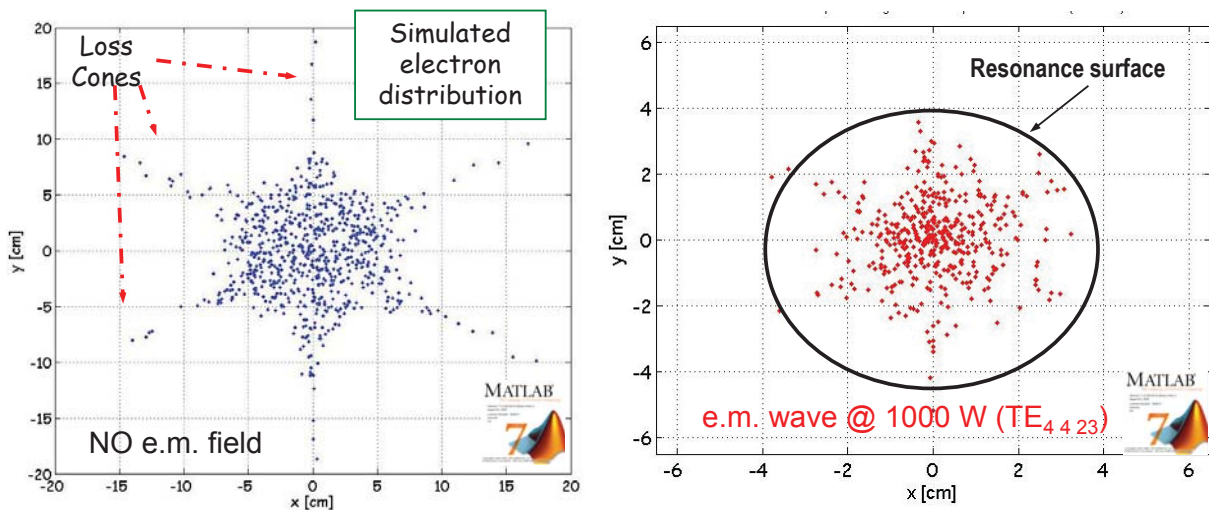 Loss
Cones
Simulated
electron
distribution
NO e.m. field
MATLAB
7
y [cm]
20
15
10
5
0
-5
-10
-15
-20
-20 -15 -10 -5 0 5 10 15 20
x [cm]
Resonance surface
e.m. wave @ 1000 W (TE4 4 23)
MATLAB
7
y [cm]
6
4
2
0
-2
-4
-6
-6 -4 -2 0 2 4 6
x [cm]